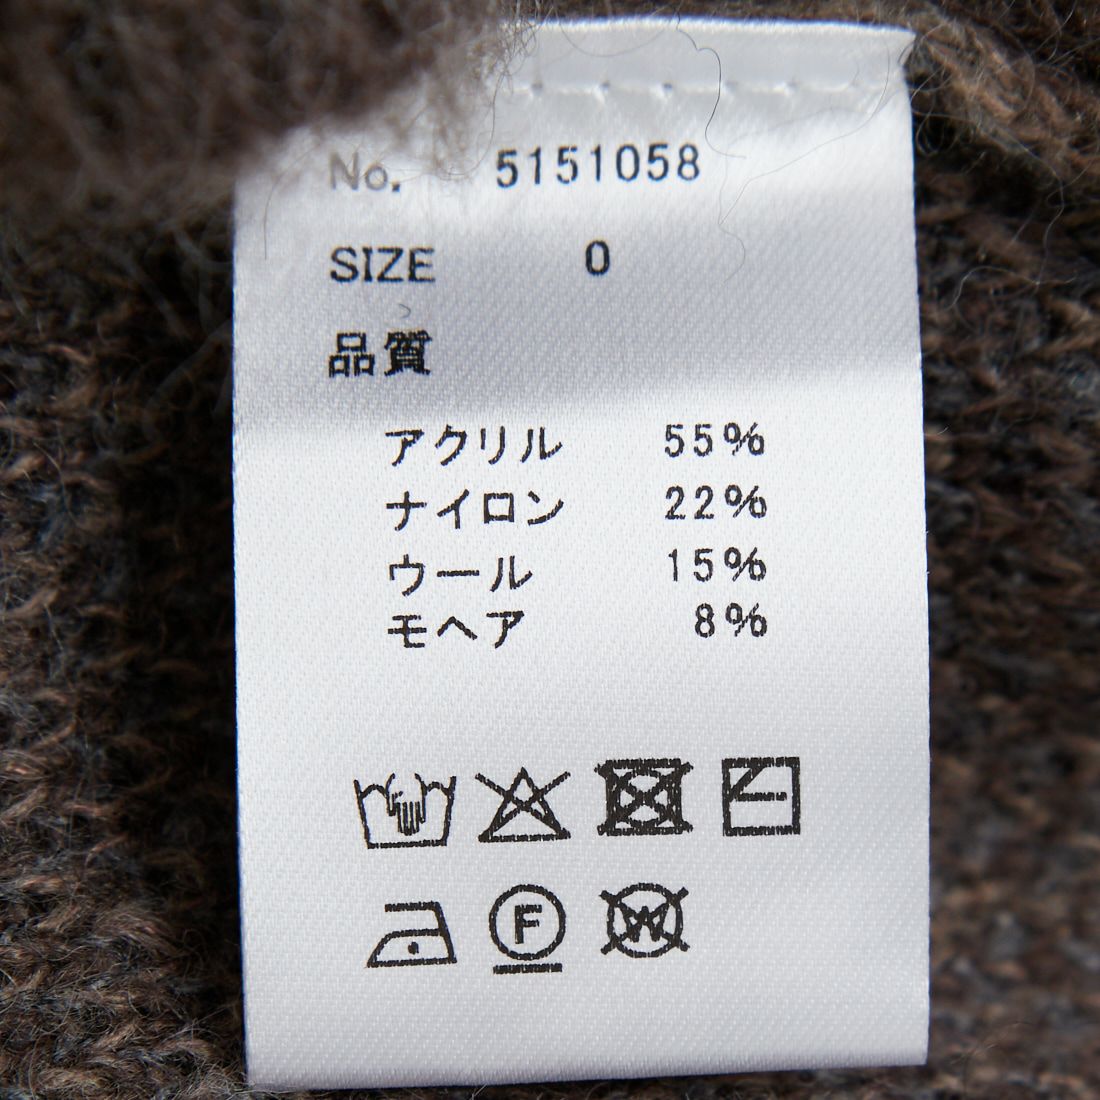 No. 5151058
SIZE 0
品質
アクリル 55%
ナイロン 22%
ウール 15%
モヘア 8%
F
W